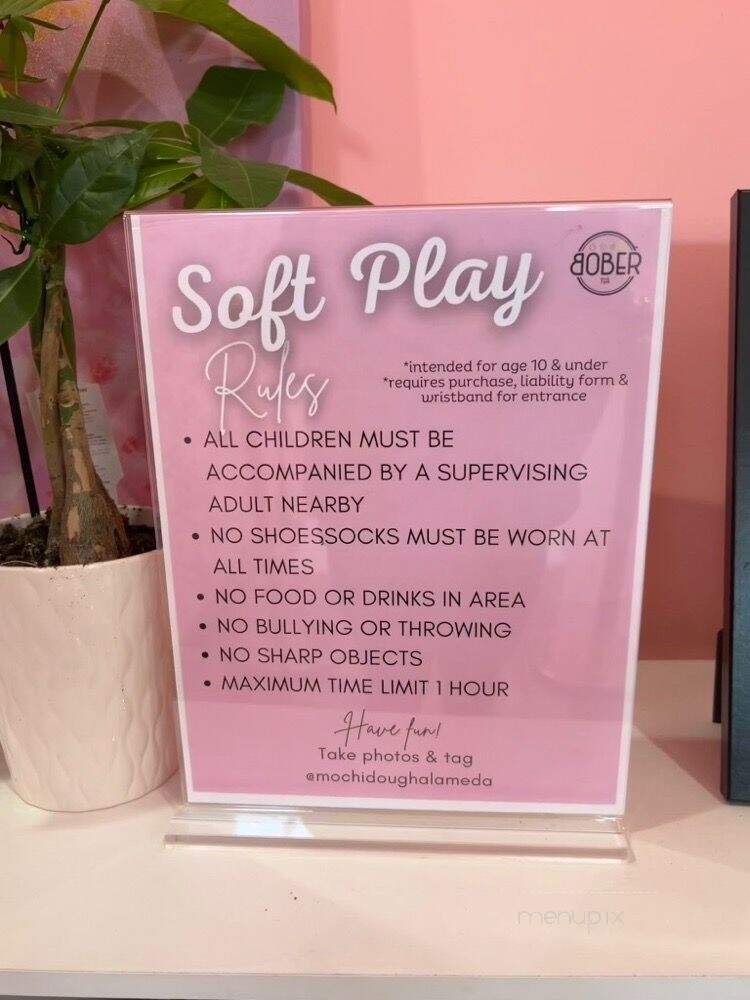 Soft Play
BOBER
TEA
Rules
*intended for age 10 & under
*requires purchase, liability form &
wristband for entrance
• ALL CHILDREN MUST BE
ACCOMPANIED BY A SUPERVISING
ADULT NEARBY
• NO SHOESSOCKS MUST BE WORN AT
ALL TIMES
• NO FOOD OR DRINKS IN AREA
• NO BULLYING OR THROWING
• NO SHARP OBJECTS
• MAXIMUM TIME LIMIT 1 HOUR
Have fun!
Take photos & tag
@mochidoughalameda
menupix